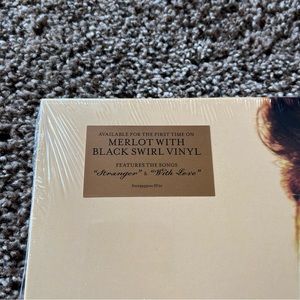 AVAILABLE FOR THE FIRST TIME ON
MERLOT WITH
BLACK SWIRL VINYL
FEATURES THE SONGS
"Stranger" & "With Love"